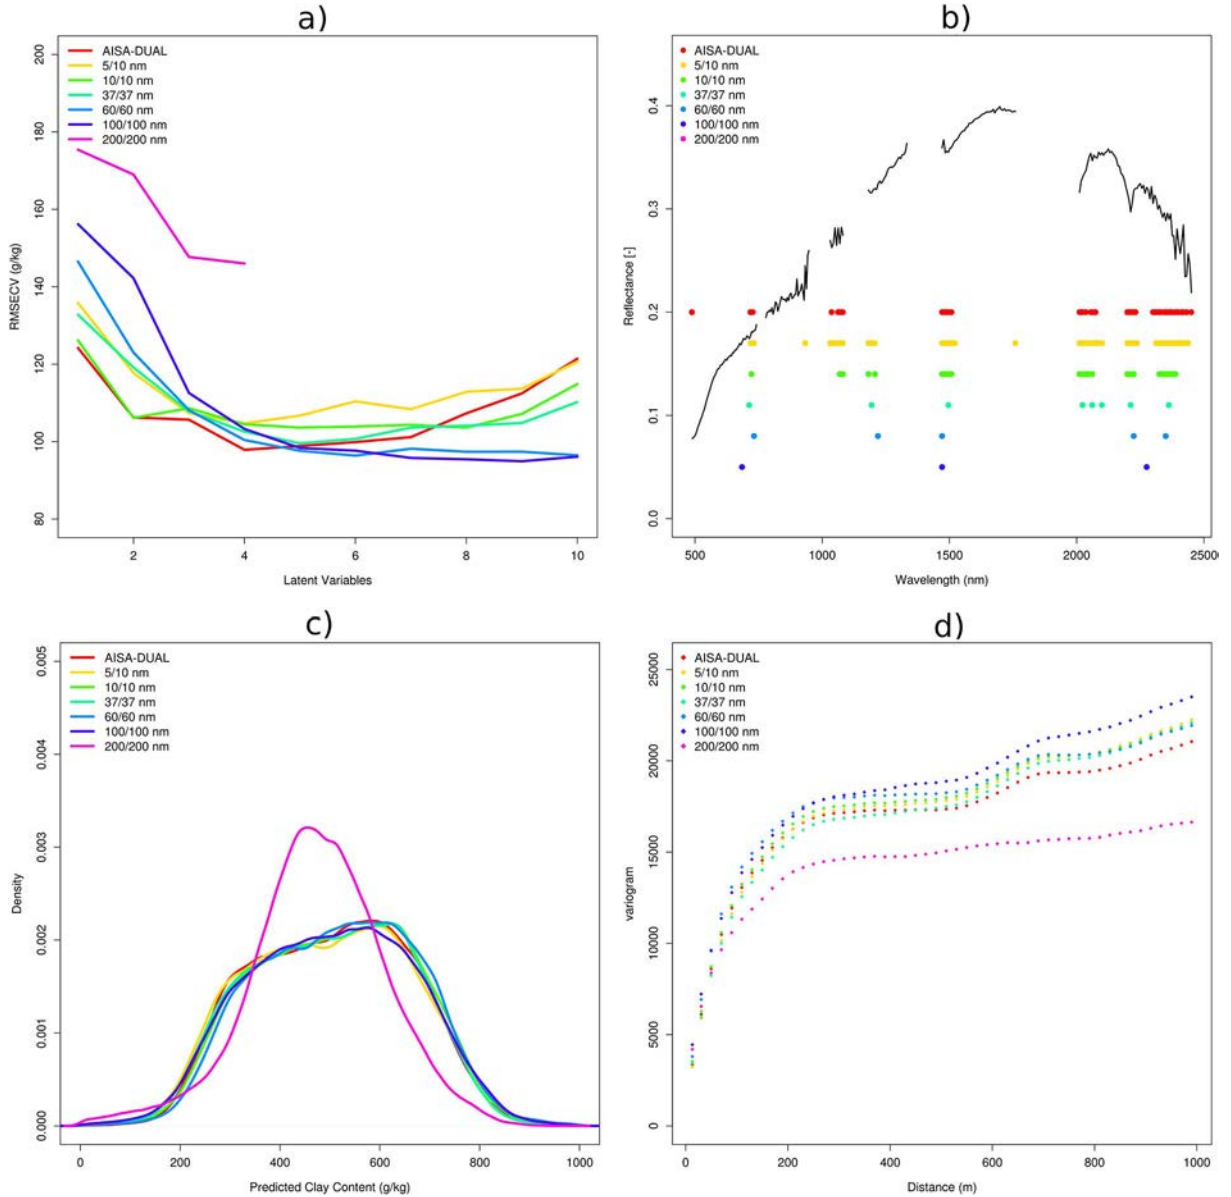 a)
AISA-DUAL
5/10 nm
10/10 nm
37/37 nm
60/60 nm
100/100 nm
200/200 nm
RMSECV (g/kg)
200
180
160
140
120
100
80
2 4 6 8 10
Latent Variables
b)
AISA-DUAL
5/10 nm
10/10 nm
37/37 nm
60/60 nm
100/100 nm
200/200 nm
Reflectance [-]
0.4
0.3
0.2
0.1
0.0
500 1000 1500 2000 25000
Wavelength (nm)
c)
AISA-DUAL
5/10 nm
10/10 nm
37/37 nm
60/60 nm
100/100 nm
200/200 nm
Density
0.005
0.004
0.003
0.002
0.001
0.000
0 200 400 600 800 1000
Predicted Clay Content (g/kg)
d)
AISA-DUAL
5/10 nm
10/10 nm
37/37 nm
60/60 nm
100/100 nm
200/200 nm
variogram
25000
20000
15000
10000
5000
0
0 200 400 600 800 1000
Distance (m)